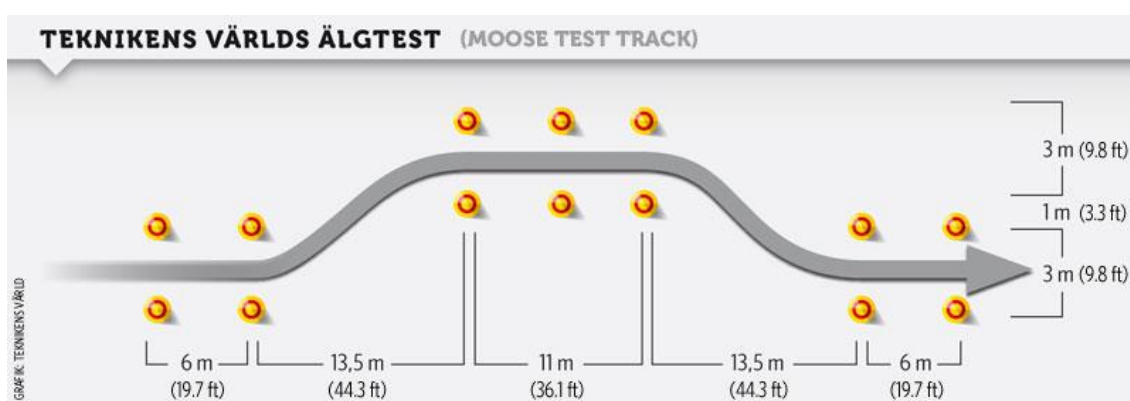 TEKNIKENS VÄRLDS ÄLGTEST (MOOSE TEST TRACK)
3 m (9.8 ft)
1 m (3.3 ft)
3 m (9.8 ft)
6 m
(19.7 ft)
13,5 m
(44.3 ft)
11 m
(36.1 ft)
13,5 m
(44.3 ft)
6 m
(19.7 ft)
GRAFIK: TEKNIKENS VÄRLD